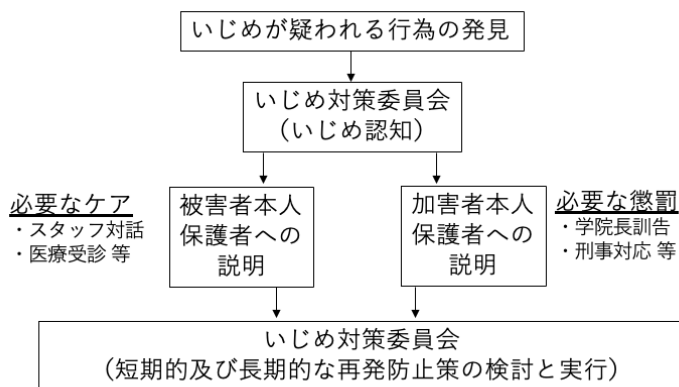 いじめが疑われる行為の発見
いじめ対策委員会
（いじめ認知）
必要なケア
・スタッフ対話
・医療受診 等
被害者本人
保護者への
説明
加害者本人
保護者への
説明
必要な懲罰
・学院長訓告
・刑事対応 等
いじめ対策委員会
（短期的及び長期的な再発防止策の検討と実行）